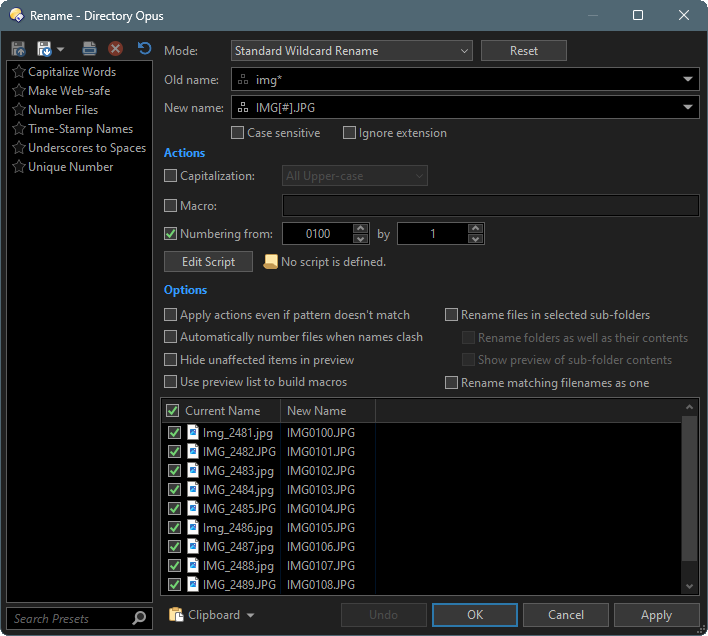 Rename - Directory Opus
Mode: Standard Wildcard Rename Reset
Old name: img*
New name: IMG[#].JPG
Case sensitive Ignore extension
Capitalize Words
Make Web-safe
Number Files
Time-Stamp Names
Underscores to Spaces
Unique Number
Actions
Capitalization: All Upper-case
Macro:
Numbering from: 0100 by 1
Edit Script No script is defined.
Options
Apply actions even if pattern doesn't match Rename files in selected sub-folders
Automatically number files when names clash Rename folders as well as their contents
Hide unaffected items in preview Show preview of sub-folder contents
Use preview list to build macros Rename matching filenames as one
Current Name New Name
Img_2481.jpg IMG0100.JPG
IMG_2482.JPG IMG0101.JPG
IMG_2483.jpg IMG0102.JPG
IMG_2484.jpg IMG0103.JPG
IMG_2485.JPG IMG0104.JPG
Img_2486.jpg IMG0105.JPG
IMG_2487.jpg IMG0106.JPG
IMG_2488.jpg IMG0107.JPG
IMG_2489.JPG IMG0108.JPG
Search Presets Clipboard Undo OK Cancel Apply